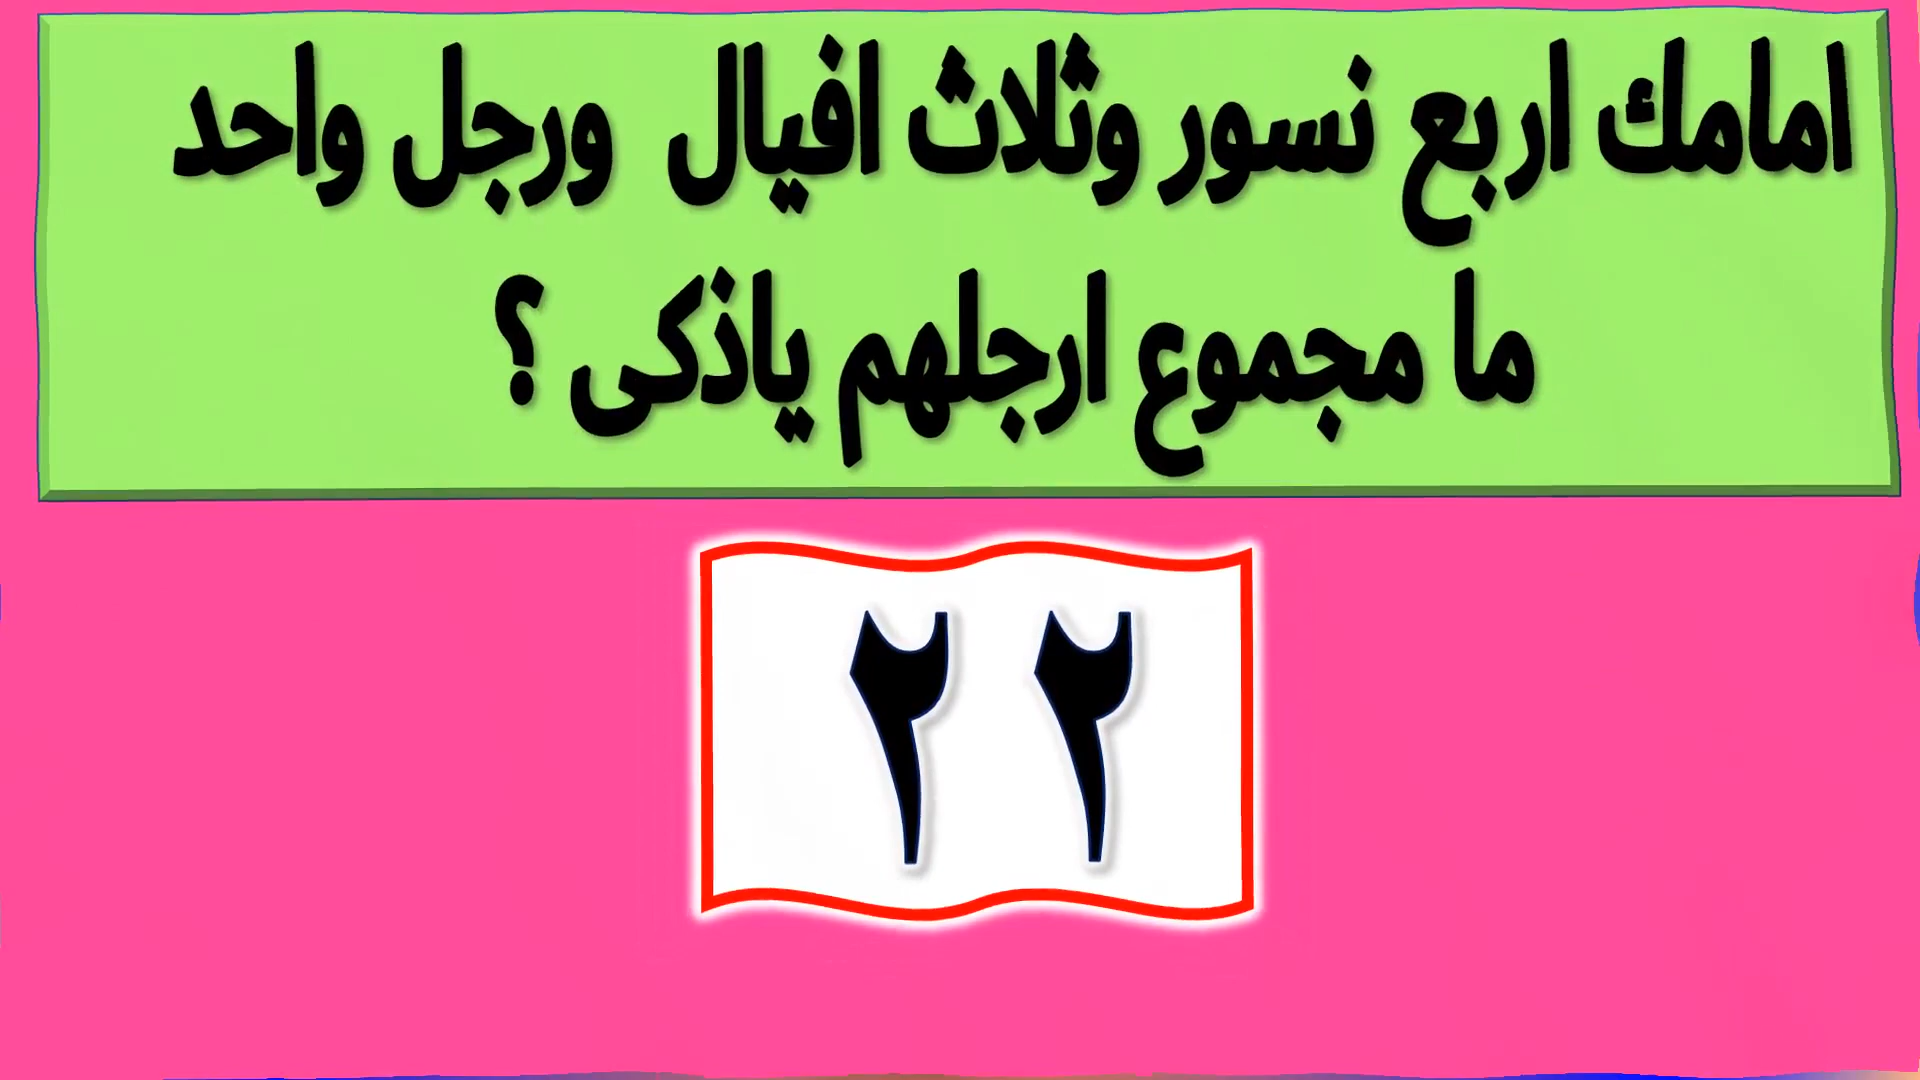 امامك اربع نسور وثلاث افيال ورجل واحد
ما مجموع ارجلهم ياذكى ؟
٢٢